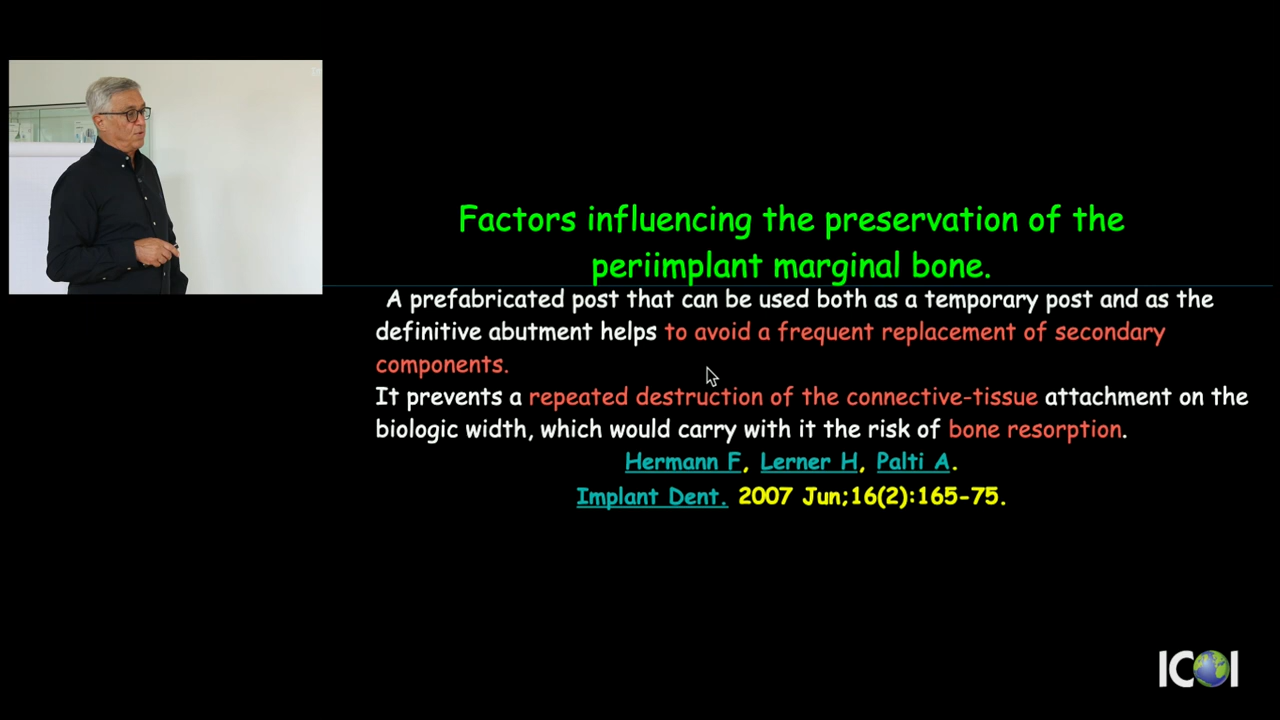 Factors influencing the preservation of the
periimplant marginal bone.
A prefabricated post that can be used both as a temporary post and as the
definitive abutment helps to avoid a frequent replacement of secondary
components.
It prevents a repeated destruction of the connective-tissue attachment on the
biologic width, which would carry with it the risk of bone resorption.
Hermann F, Lerner H, Palti A.
Implant Dent. 2007 Jun;16(2):165-75.
ICOI